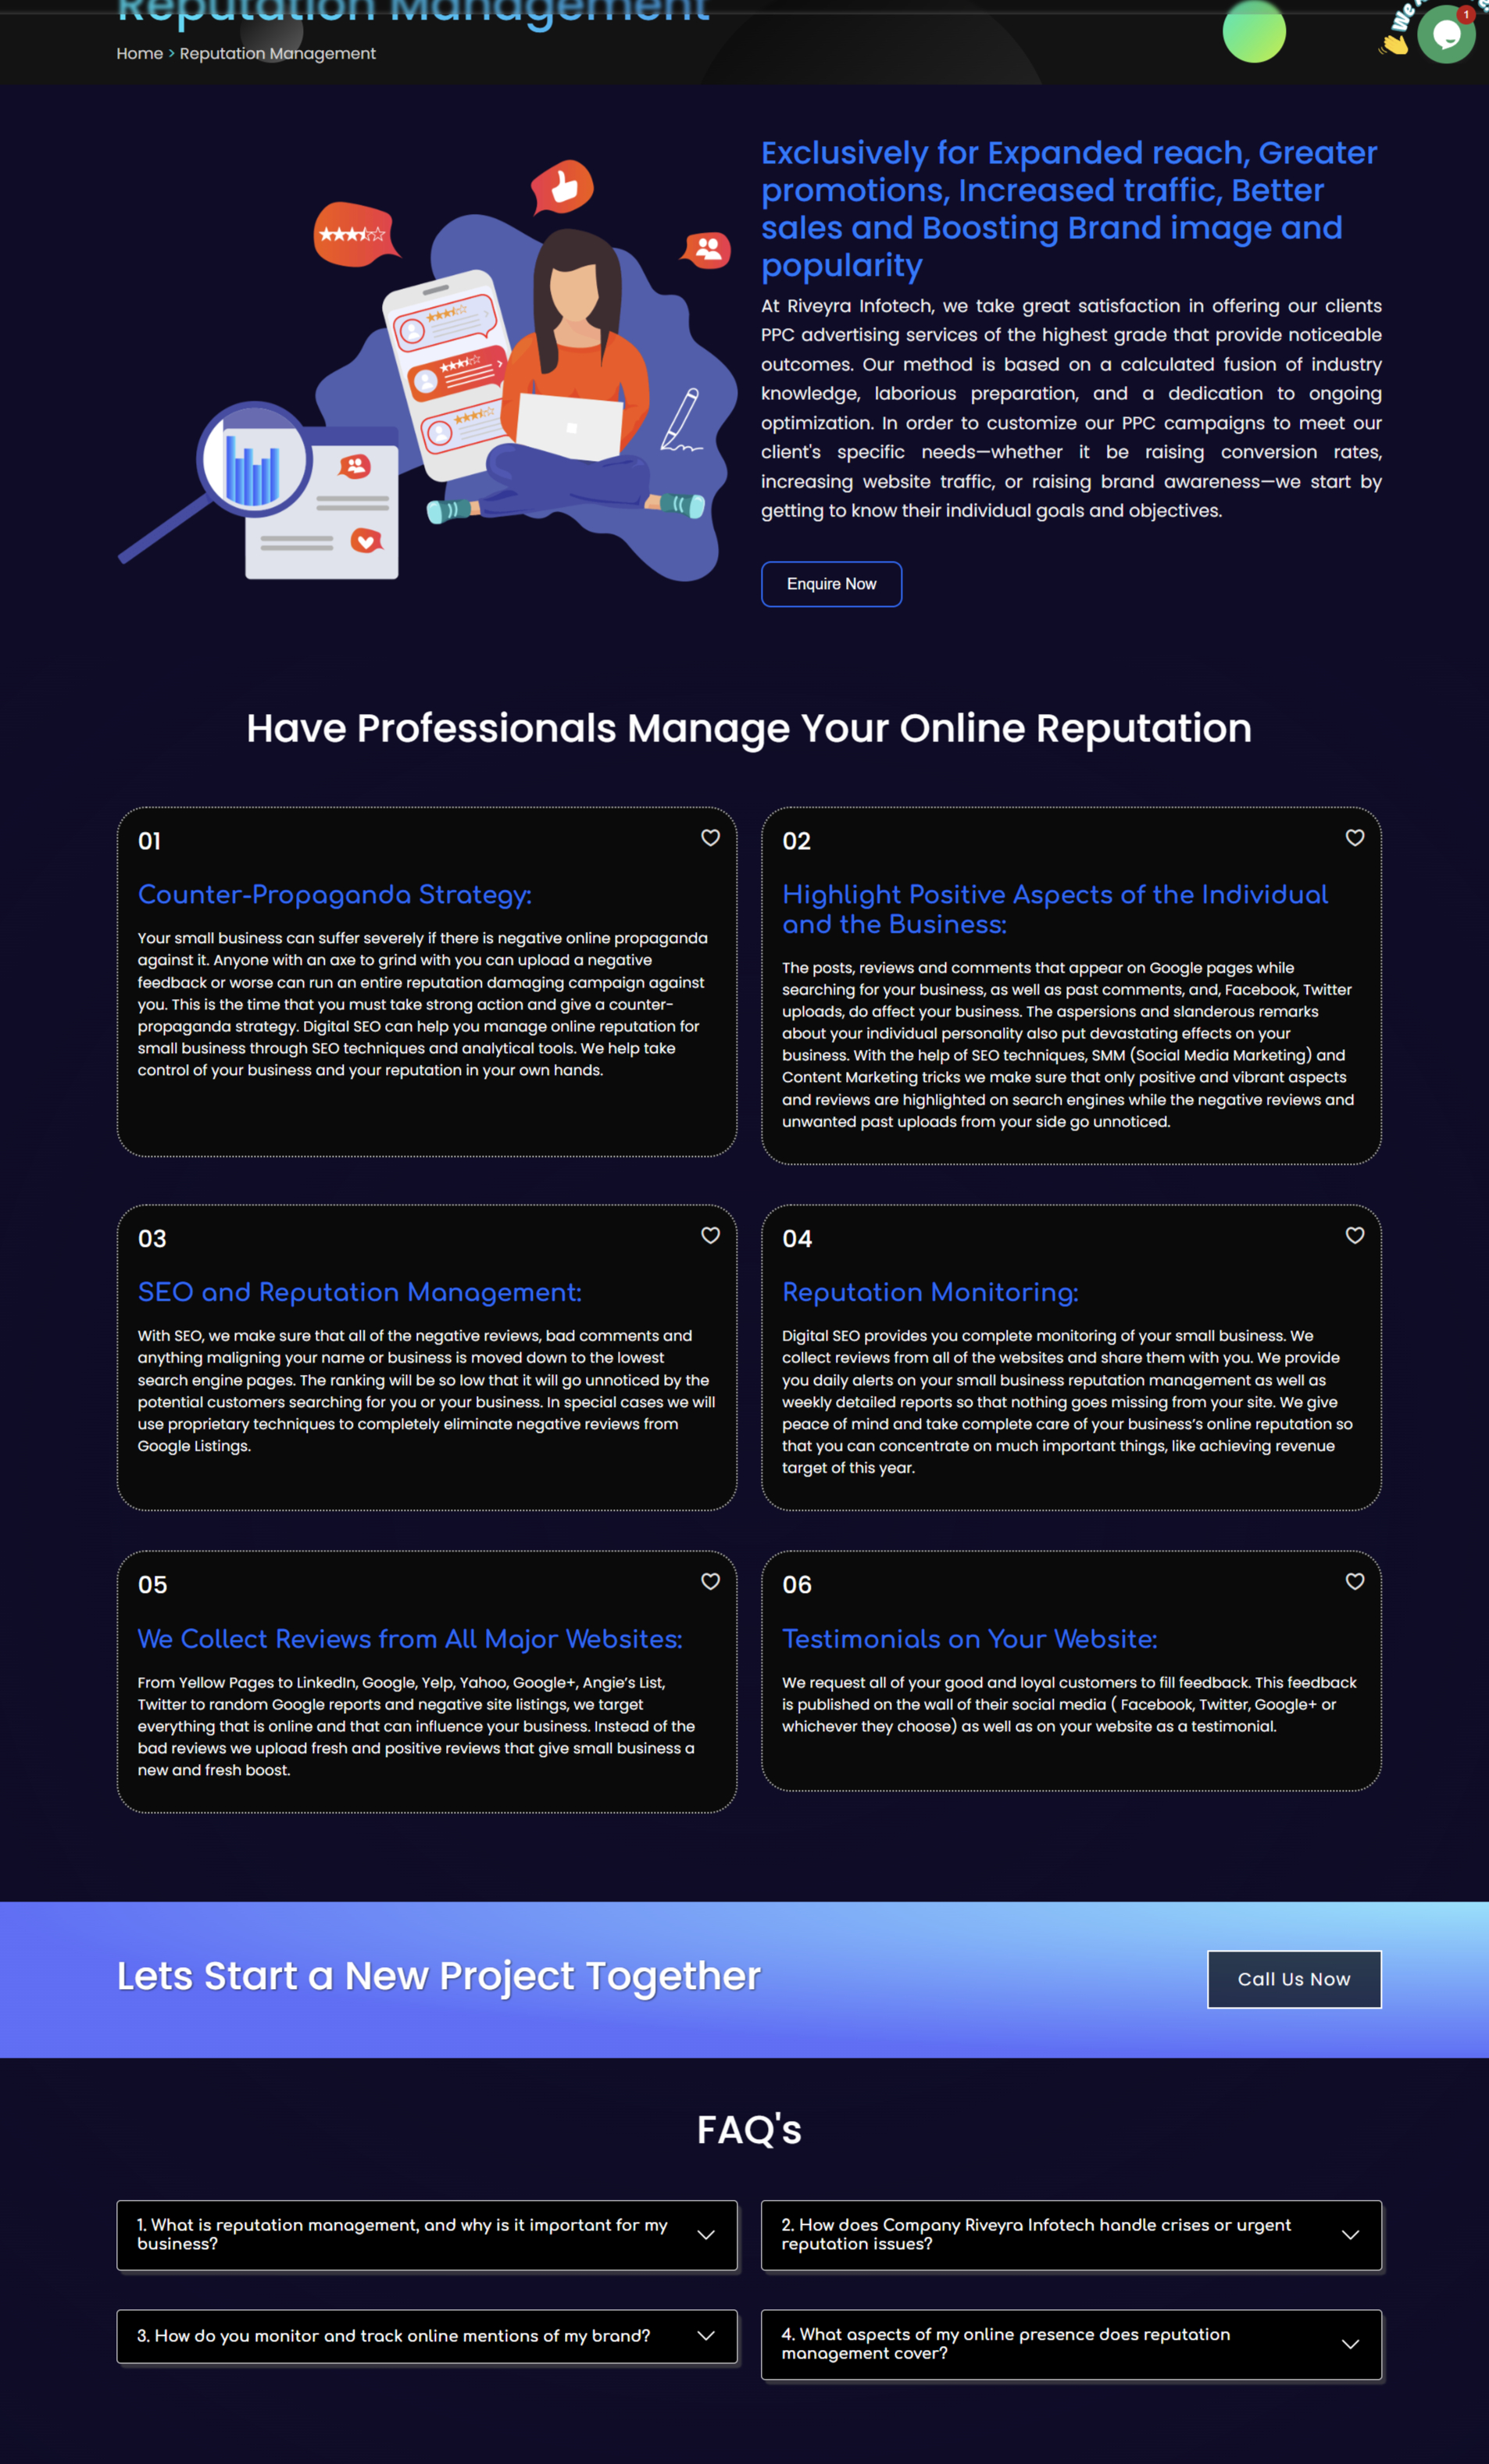 Reputation Management
Home > Reputation Management
We A
1
Exclusively for Expanded reach, Greater
promotions, Increased traffic, Better
sales and Boosting Brand image and
popularity
At Riveyra Infotech, we take great satisfaction in offering our clients
PPC advertising services of the highest grade that provide noticeable
outcomes. Our method is based on a calculated fusion of industry
knowledge, laborious preparation, and a dedication to ongoing
optimization. In order to customize our PPC campaigns to meet our
client's specific needs—whether it be raising conversion rates,
increasing website traffic, or raising brand awareness—we start by
getting to know their individual goals and objectives.
Enquire Now
Have Professionals Manage Your Online Reputation
01
Counter-Propaganda Strategy:
Your small business can suffer severely if there is negative online propaganda
against it. Anyone with an axe to grind with you can upload a negative
feedback or worse can run an entire reputation damaging campaign against
you. This is the time that you must take strong action and give a counter-
propaganda strategy. Digital SEO can help you manage online reputation for
small business through SEO techniques and analytical tools. We help take
control of your business and your reputation in your own hands.
02
Highlight Positive Aspects of the Individual
and the Business:
The posts, reviews and comments that appear on Google pages while
searching for your business, as well as past comments, and, Facebook, Twitter
uploads, do affect your business. The aspersions and slanderous remarks
about your individual personality also put devastating effects on your
business. With the help of SEO techniques, SMM (Social Media Marketing) and
Content Marketing tricks we make sure that only positive and vibrant aspects
and reviews are highlighted on search engines while the negative reviews and
unwanted past uploads from your side go unnoticed.
03
SEO and Reputation Management:
With SEO, we make sure that all of the negative reviews, bad comments and
anything maligning your name or business is moved down to the lowest
search engine pages. The ranking will be so low that it will go unnoticed by the
potential customers searching for you or your business. In special cases we will
use proprietary techniques to completely eliminate negative reviews from
Google Listings.
04
Reputation Monitoring:
Digital SEO provides you complete monitoring of your small business. We
collect reviews from all of the websites and share them with you. We provide
you daily alerts on your small business reputation management as well as
weekly detailed reports so that nothing goes missing from your site. We give
peace of mind and take complete care of your business's online reputation so
that you can concentrate on much important things, like achieving revenue
target of this year.
05
We Collect Reviews from All Major Websites:
From Yellow Pages to LinkedIn, Google, Yelp, Yahoo, Google+, Angie's List,
Twitter to random Google reports and negative site listings, we target
everything that is online and that can influence your business. Instead of the
bad reviews we upload fresh and positive reviews that give small business a
new and fresh boost.
06
Testimonials on Your Website:
We request all of your good and loyal customers to fill feedback. This feedback
is published on the wall of their social media ( Facebook, Twitter, Google+ or
whichever they choose) as well as on your website as a testimonial.
Lets Start a New Project Together
Call Us Now
FAQ's
1. What is reputation management, and why is it important for my
business?
2. How does Company Riveyra Infotech handle crises or urgent
reputation issues?
3. How do you monitor and track online mentions of my brand?
4. What aspects of my online presence does reputation
management cover?